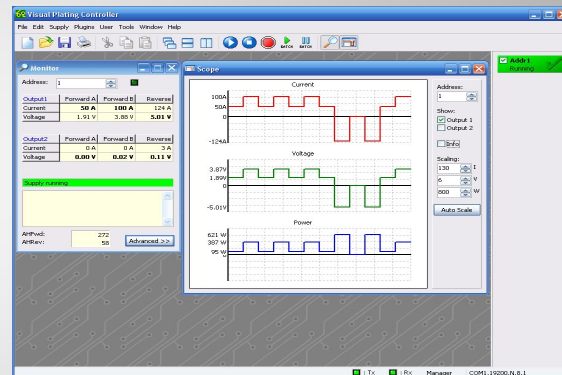 Visual Plating Controller
File Edit Supply Plugins User Tools Window Help
BATCH BATCH
Monitor
Address: 1
Output1 Forward A Forward B Reverse
Current 50 A 100 A 124 A
Voltage 1.91 V 3.88 V 5.01 V
Output2 Forward A Forward B Reverse
Current 0 A 0 A 3 A
Voltage 0.00 V 0.02 V 0.11 V
Supply running
AHFwd: 272
AHRev: 58
Advanced >>
Scope
Current
100A
50A
0
-124A
Voltage
3.87V
1.89V
0
-5.01V
Power
621 W
387 W
95 W
Address:
1
Show:
Output 1
Output 2
Info
Scaling:
130 I
6 V
800 W
Auto Scale
Addr1
Running
: Tx : Rx Manager COM1.19200.N.8.1